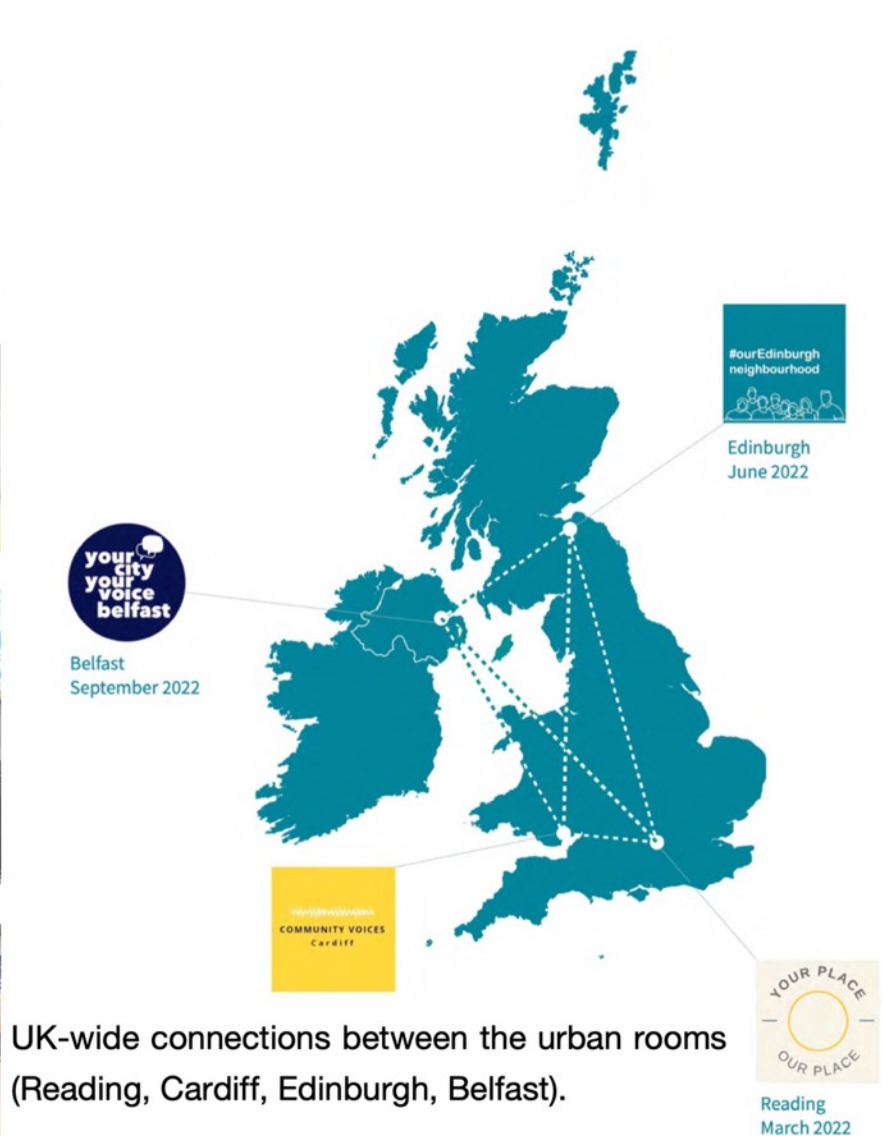 #ourEdinburgh
neighbourhood
Edinburgh
June 2022
your
city
your
voice
belfast
Belfast
September 2022
COMMUNITY VOICES
Cardiff
UK-wide connections between the urban rooms
(Reading, Cardiff, Edinburgh, Belfast).
YOUR PLACE
OUR PLACE
Reading
March 2022